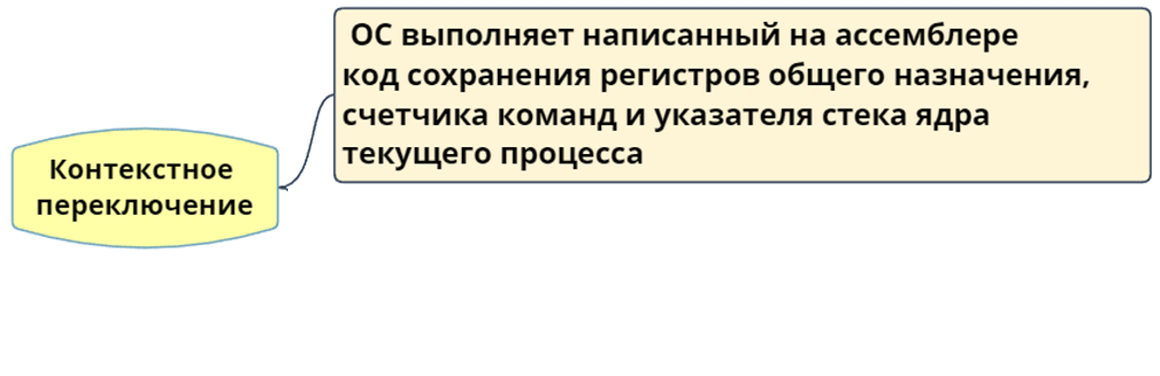 ОС выполняет написанный на ассемблере
код сохранения регистров общего назначения,
счетчика команд и указателя стека ядра
текущего процесса
Контекстное
переключение